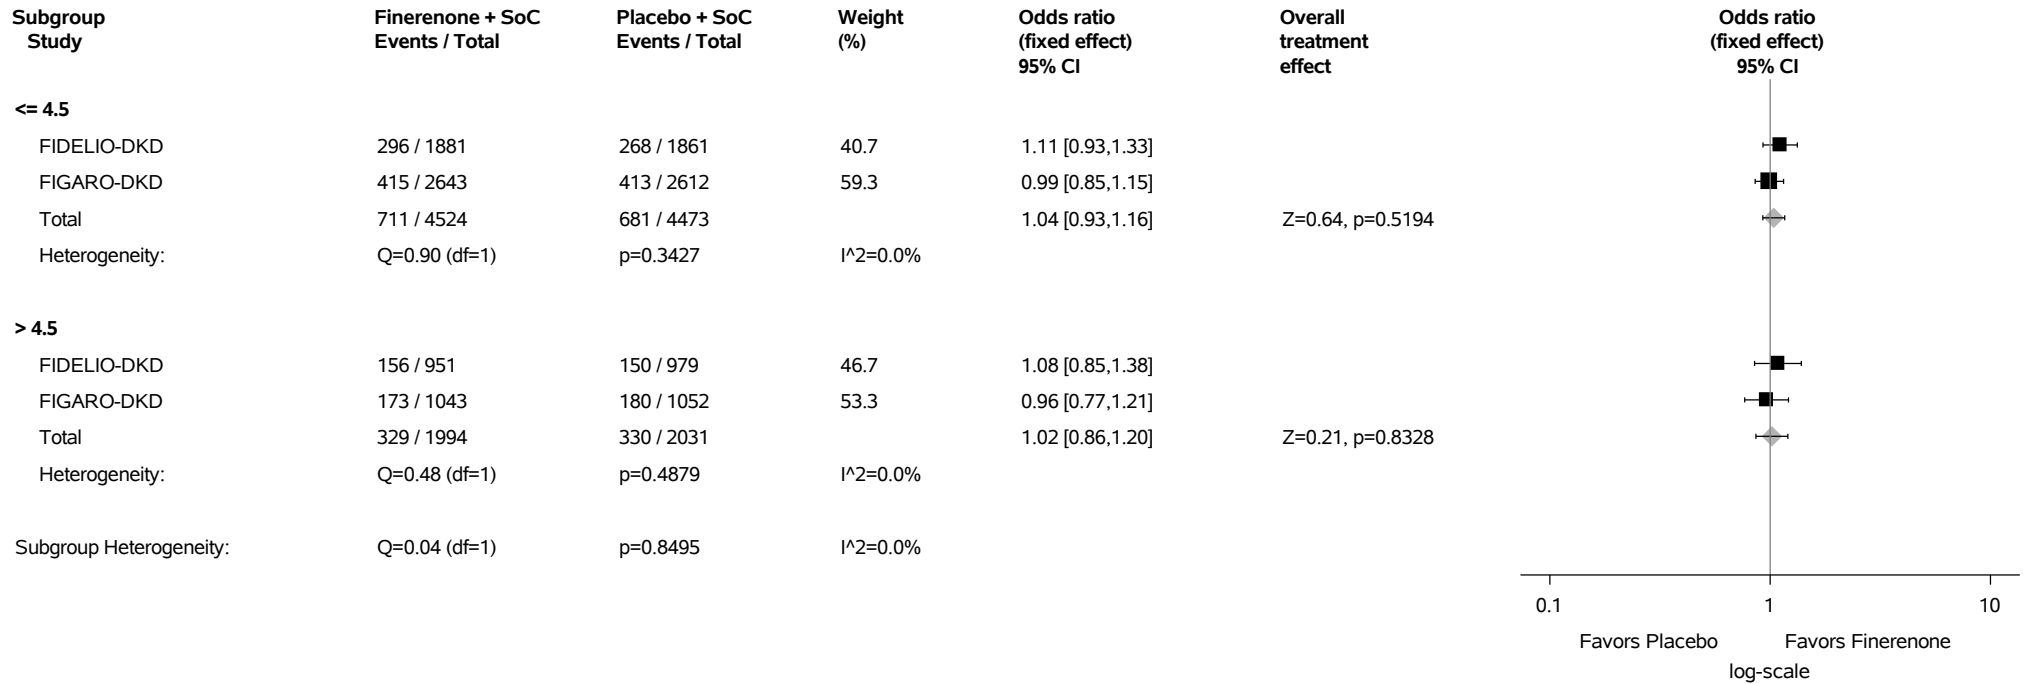 Subgroup Finerenone + SoC Placebo + SoC Weight Odds ratio Overall Odds ratio
Study Events / Total Events / Total (%) (fixed effect) treatment (fixed effect)
95% CI effect 95% CI
<= 4.5
FIDELIO-DKD 296 / 1881 268 / 1861 40.7 1.11 [0.93,1.33]
FIGARO-DKD 415 / 2643 413 / 2612 59.3 0.99 [0.85,1.15]
Total 711 / 4524 681 / 4473 1.04 [0.93,1.16] Z=0.64, p=0.5194
Heterogeneity: Q=0.90 (df=1) p=0.3427 I^2=0.0%
> 4.5
FIDELIO-DKD 156 / 951 150 / 979 46.7 1.08 [0.85,1.38]
FIGARO-DKD 173 / 1043 180 / 1052 53.3 0.96 [0.77,1.21]
Total 329 / 1994 330 / 2031 1.02 [0.86,1.20] Z=0.21, p=0.8328
Heterogeneity: Q=0.48 (df=1) p=0.4879 I^2=0.0%
Subgroup Heterogeneity: Q=0.04 (df=1) p=0.8495 I^2=0.0%
0.1 1 10
Favors Placebo Favors Finerenone
log-scale